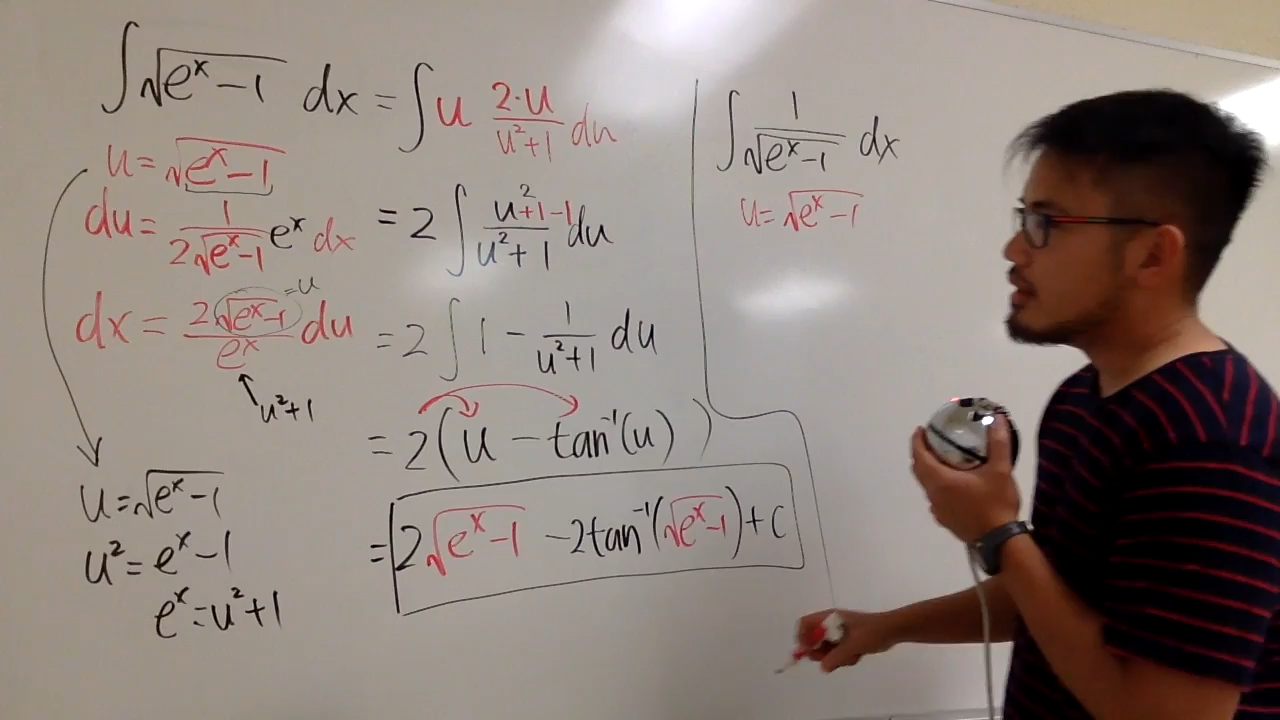 ∫√(eˣ−1) dx = ∫ u (2·u)/(u²+1) du
u = √(eˣ−1)
du = 1/(2√(eˣ−1)) eˣ dx
dx = (2√(eˣ−1))/eˣ du
=u
u²+1
u = √(eˣ−1)
u² = eˣ−1
eˣ = u²+1
= 2 ∫ (u²+1−1)/(u²+1) du
= 2 ∫ 1 − 1/(u²+1) du
= 2(u − tan⁻¹(u))
= 2√(eˣ−1) − 2tan⁻¹(√(eˣ−1)) + C
∫ 1/√(eˣ−1) dx
u = √(eˣ−1)